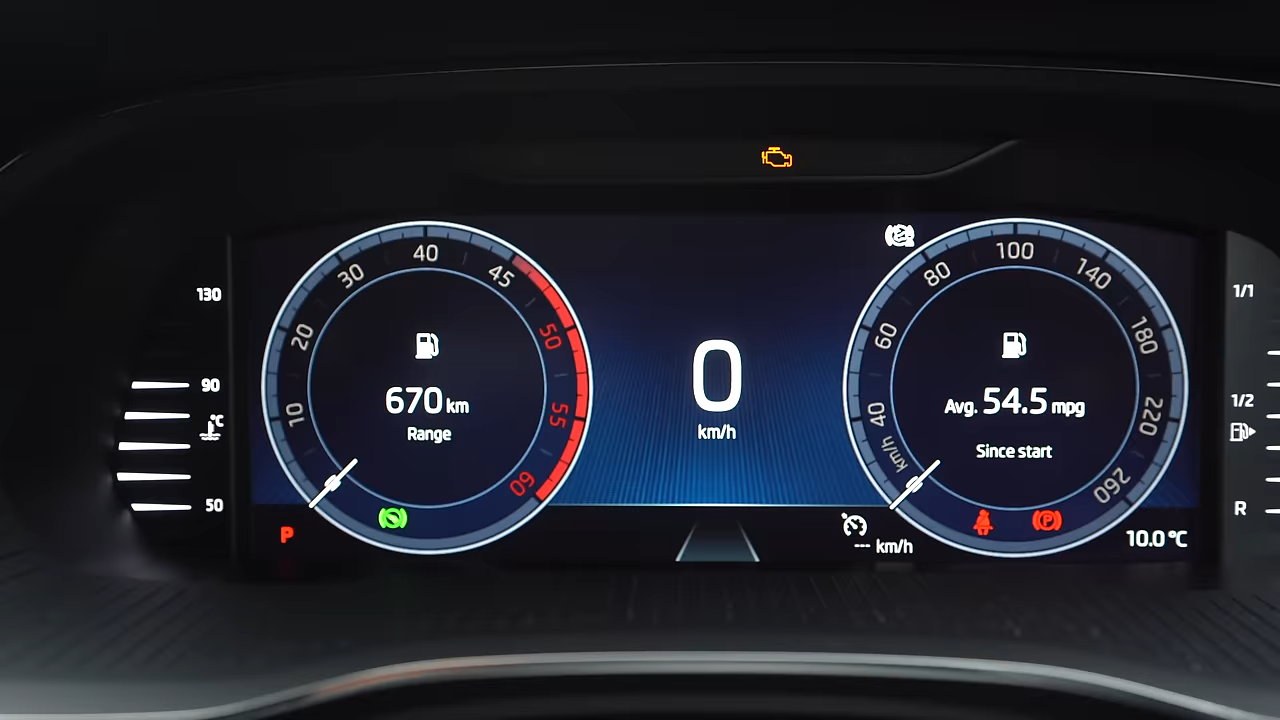 130
90
°C
50
10
20
30
40
45
50
55
60
670 km
Range
P
0
km/h
--- km/h
km/h
40
60
80
100
140
180
220
260
Avg. 54.5 mpg
Since start
P
10.0 °C
1/1
1/2
R